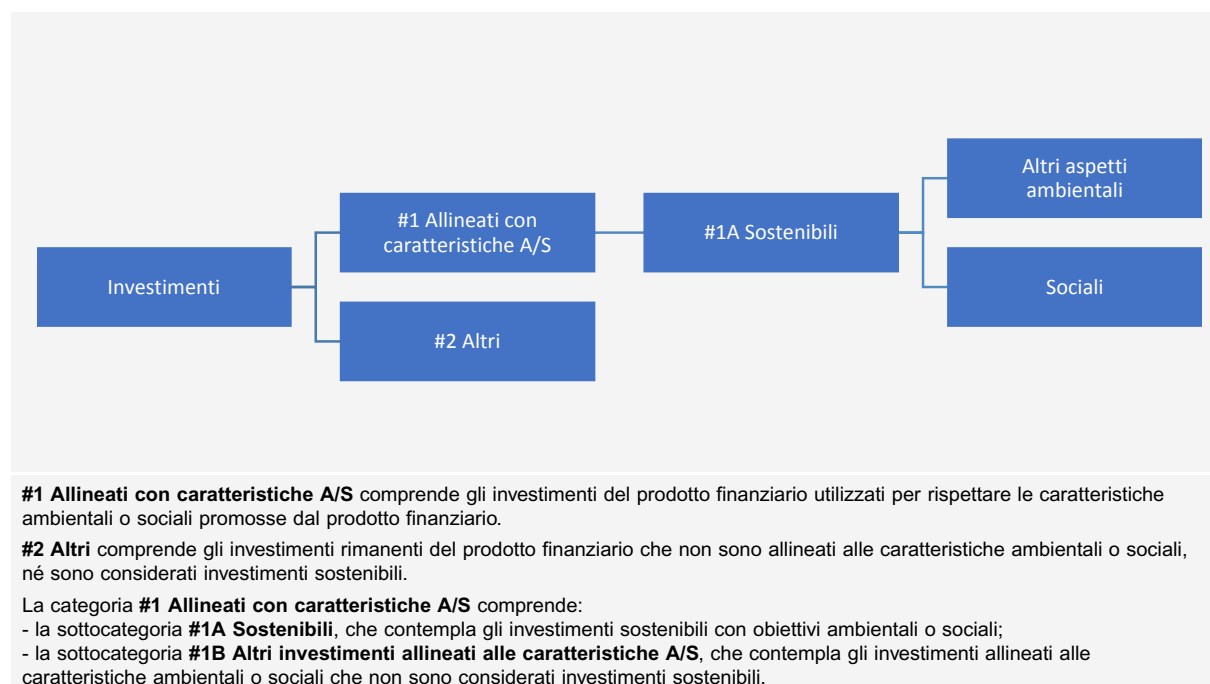 Investimenti
#1 Allineati con
caratteristiche A/S
#2 Altri
#1A Sostenibili
Altri aspetti
ambientali
Sociali
#1 Allineati con caratteristiche A/S comprende gli investimenti del prodotto finanziario utilizzati per rispettare le caratteristiche
ambientali o sociali promosse dal prodotto finanziario.
#2 Altri comprende gli investimenti rimanenti del prodotto finanziario che non sono allineati alle caratteristiche ambientali o sociali,
né sono considerati investimenti sostenibili.
La categoria #1 Allineati con caratteristiche A/S comprende:
- la sottocategoria #1A Sostenibili, che contempla gli investimenti sostenibili con obiettivi ambientali o sociali;
- la sottocategoria #1B Altri investimenti allineati alle caratteristiche A/S, che contempla gli investimenti allineati alle
caratteristiche ambientali o sociali che non sono considerati investimenti sostenibili.